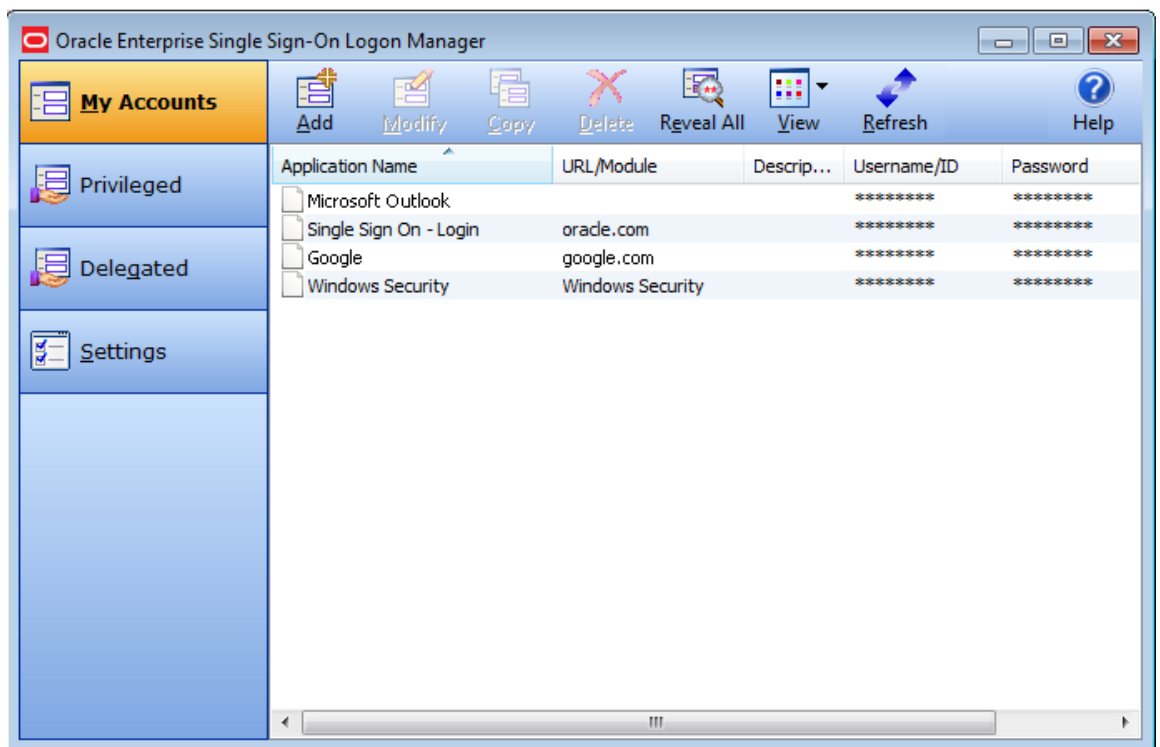 Oracle Enterprise Single Sign-On Logon Manager
My Accounts
Privileged
Delegated
Settings
Add Modify Copy Delete Reveal All View Refresh Help
Application Name URL/Module Descrip... Username/ID Password
Microsoft Outlook ******** ********
Single Sign On - Login oracle.com ******** ********
Google google.com ******** ********
Windows Security Windows Security ******** ********